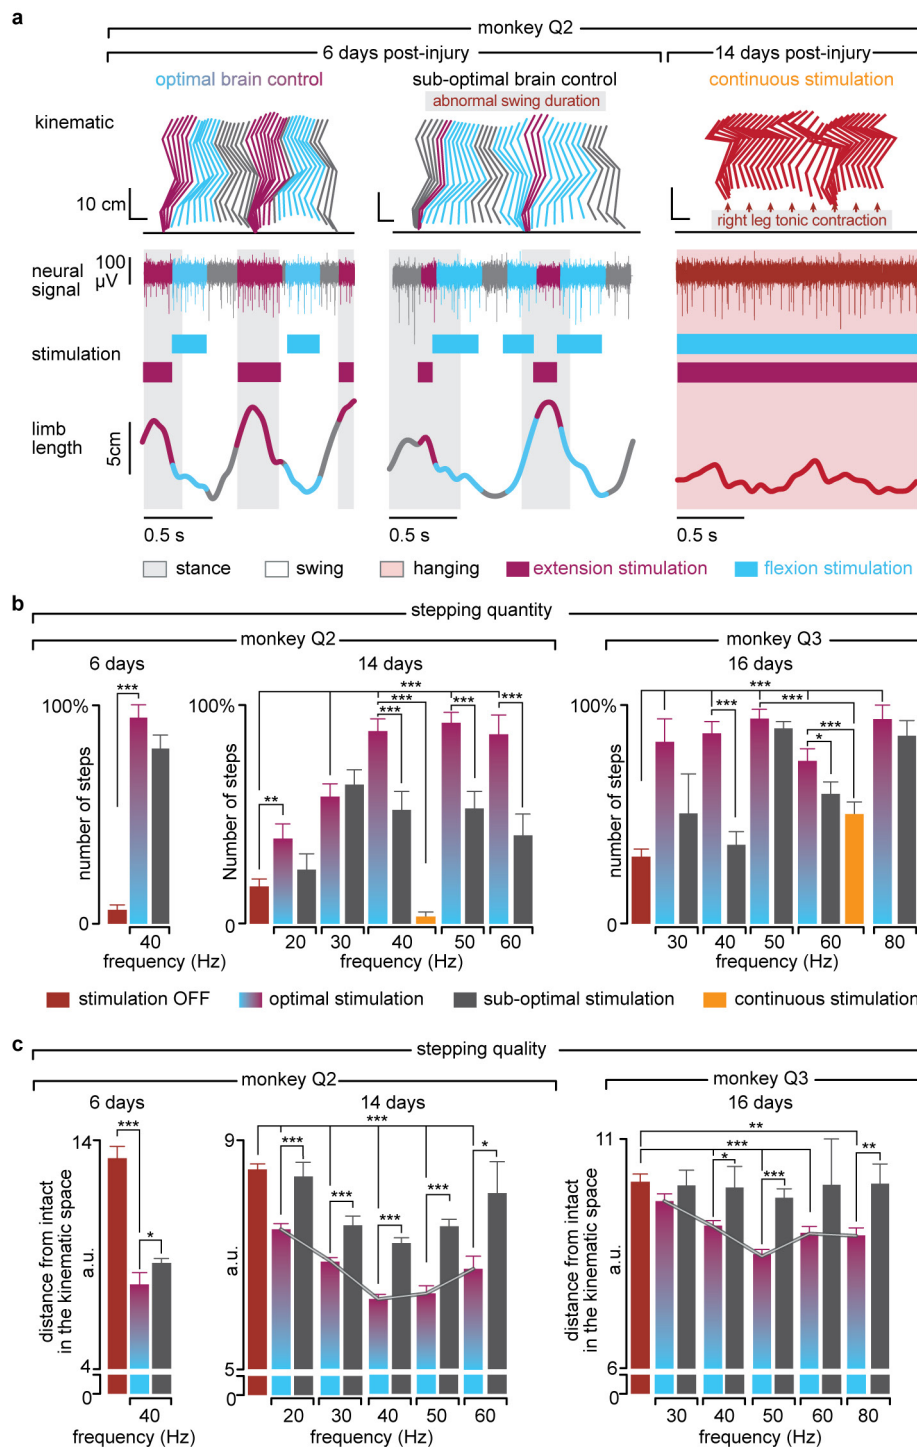 a
monkey Q2
6 days post-injury
14 days post-injury
optimal brain control
sub-optimal brain control
continuous stimulation
abnormal swing duration
kinematic
10 cm
right leg tonic contraction
neural signal
100 µV
stimulation
limb length
5cm
0.5 s
0.5 s
0.5 s
stance
swing
hanging
extension stimulation
flexion stimulation
b
stepping quantity
monkey Q2
monkey Q3
6 days
14 days
16 days
100%
number of steps
0
***
40
frequency (Hz)
100%
Number of steps
0
**
***
***
***
***
***
20
30
40
50
60
frequency (Hz)
100%
number of steps
0
***
***
***
***
*
30
40
50
60
80
frequency (Hz)
stimulation OFF
optimal stimulation
sub-optimal stimulation
continuous stimulation
c
stepping quality
monkey Q2
monkey Q3
6 days
14 days
16 days
distance from intact
in the kinematic space
a.u.
14
4
0
***
*
40
frequency (Hz)
a.u.
9
5
0
***
***
***
***
***
*
20
30
40
50
60
frequency (Hz)
distance from intact
in the kinematic space
a.u.
11
6
0
**
***
*
***
**
30
40
50
60
80
frequency (Hz)